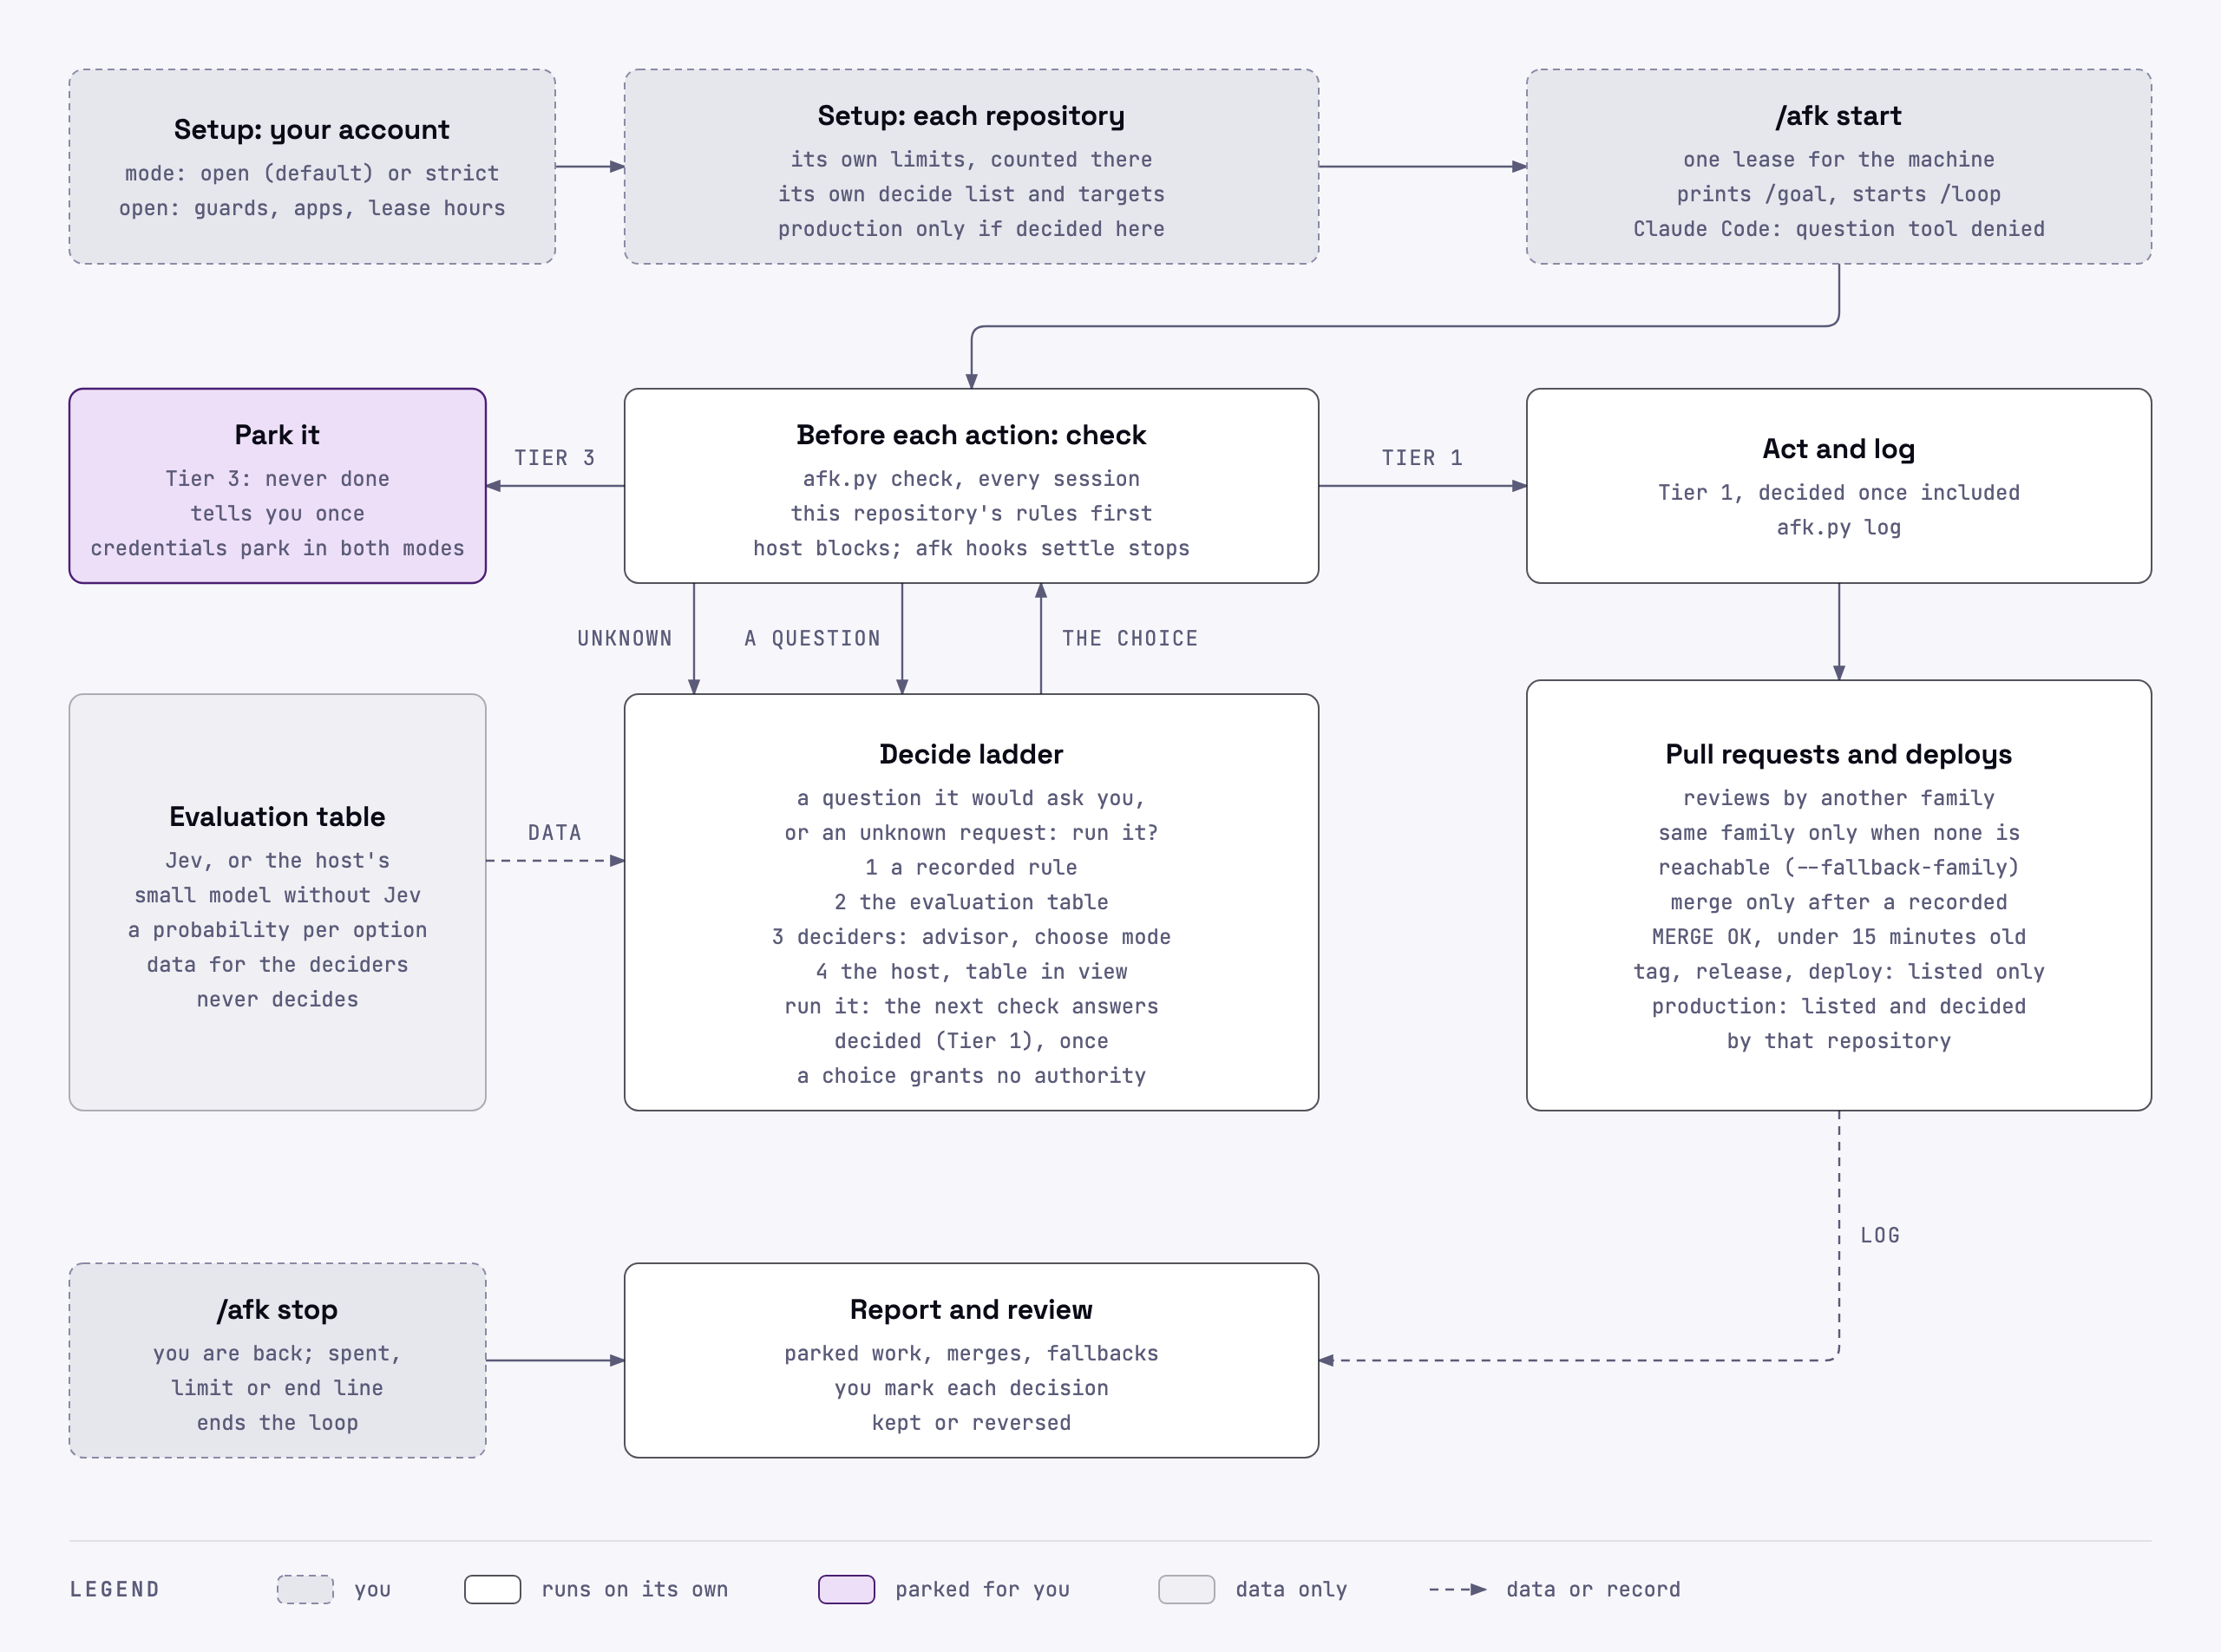 Setup: your account
mode: open (default) or strict
open: guards, apps, lease hours
Setup: each repository
its own limits, counted there
its own decide list and targets
production only if decided here
/afk start
one lease for the machine
prints /goal, starts /loop
Claude Code: question tool denied
Park it
Tier 3: never done
tells you once
credentials park in both modes
TIER 3
Before each action: check
afk.py check, every session
this repository's rules first
host blocks; afk hooks settle stops
TIER 1
Act and log
Tier 1, decided once included
afk.py log
UNKNOWN
A QUESTION
THE CHOICE
Evaluation table
Jev, or the host's
small model without Jev
a probability per option
data for the deciders
never decides
DATA
Decide ladder
a question it would ask you,
or an unknown request: run it?
1 a recorded rule
2 the evaluation table
3 deciders: advisor, choose mode
4 the host, table in view
run it: the next check answers
decided (Tier 1), once
a choice grants no authority
Pull requests and deploys
reviews by another family
same family only when none is
reachable (--fallback-family)
merge only after a recorded
MERGE OK, under 15 minutes old
tag, release, deploy: listed only
production: listed and decided
by that repository
LOG
/afk stop
you are back; spent,
limit or end line
ends the loop
Report and review
parked work, merges, fallbacks
you mark each decision
kept or reversed
LEGEND
you
runs on its own
parked for you
data only
data or record